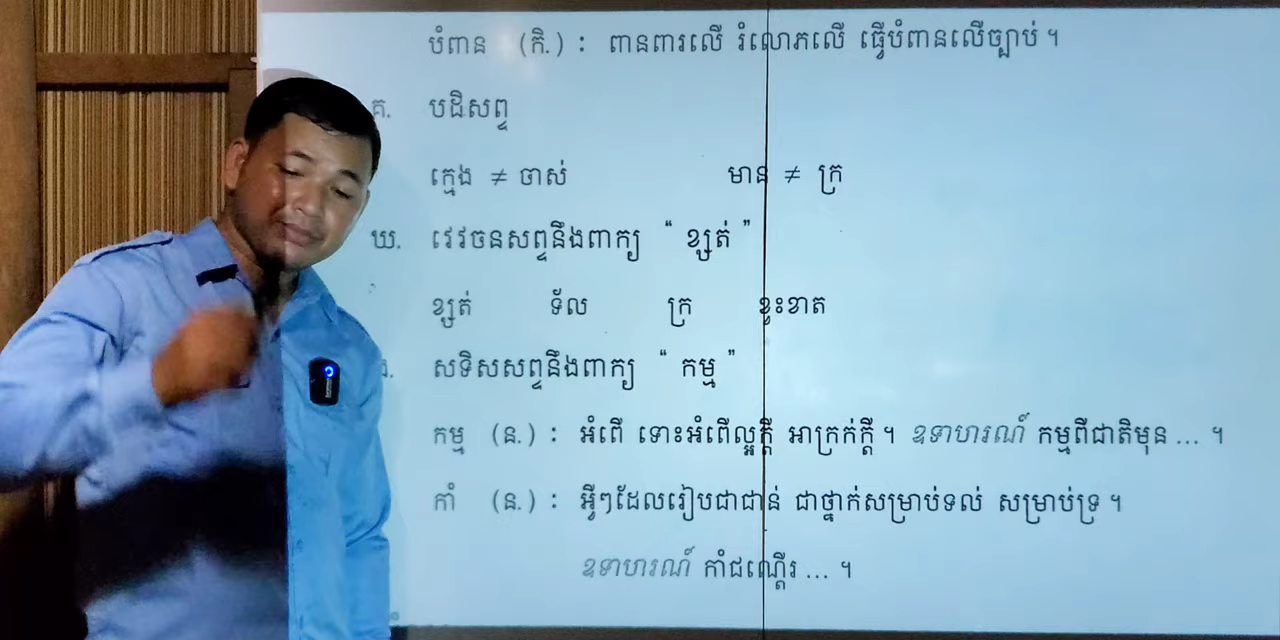 បំពាន (កិ.) ៖ ពានពារលើ រំលោភលើ ធ្វើបំពានលើច្បាប់ ។
គ. បដិសព្ទ
ក្មេង ≠ ចាស់ មាន ≠ ក្រ
ឃ. វេវចនសព្ទនឹងពាក្យ “ ខ្សត់ ”
ខ្សត់ ទ័ល ក្រ ខ្វះខាត
ង. សទិសសព្ទនឹងពាក្យ “ កម្ម ”
កម្ម (ន.) ៖ អំពើ ទោះអំពើល្អក្ដី អាក្រក់ក្ដី ។ ឧទាហរណ៍ កម្មពីជាតិមុន ... ។
កាំ (ន.) ៖ អ្វីៗដែលរៀបជាជាន់ ជាថ្នាក់សម្រាប់ទល់ សម្រាប់ទ្រ ។
ឧទាហរណ៍ កាំជណ្ដើរ ... ។